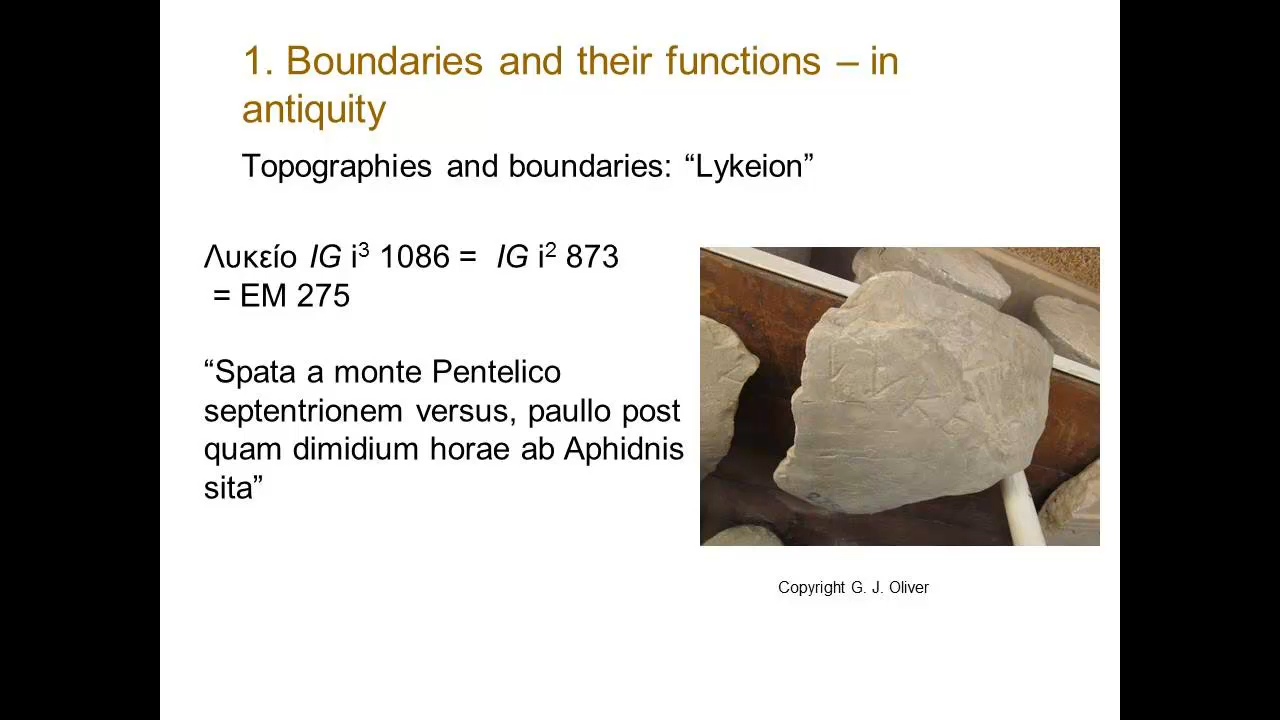 1. Boundaries and their functions – in
antiquity
Topographies and boundaries: “Lykeion”
Λυκείο IG i³ 1086 = IG i² 873
= EM 275
“Spata a monte Pentelico
septentrionem versus, paullo post
quam dimidium horae ab Aphidnis
sita”
Copyright G. J. Oliver